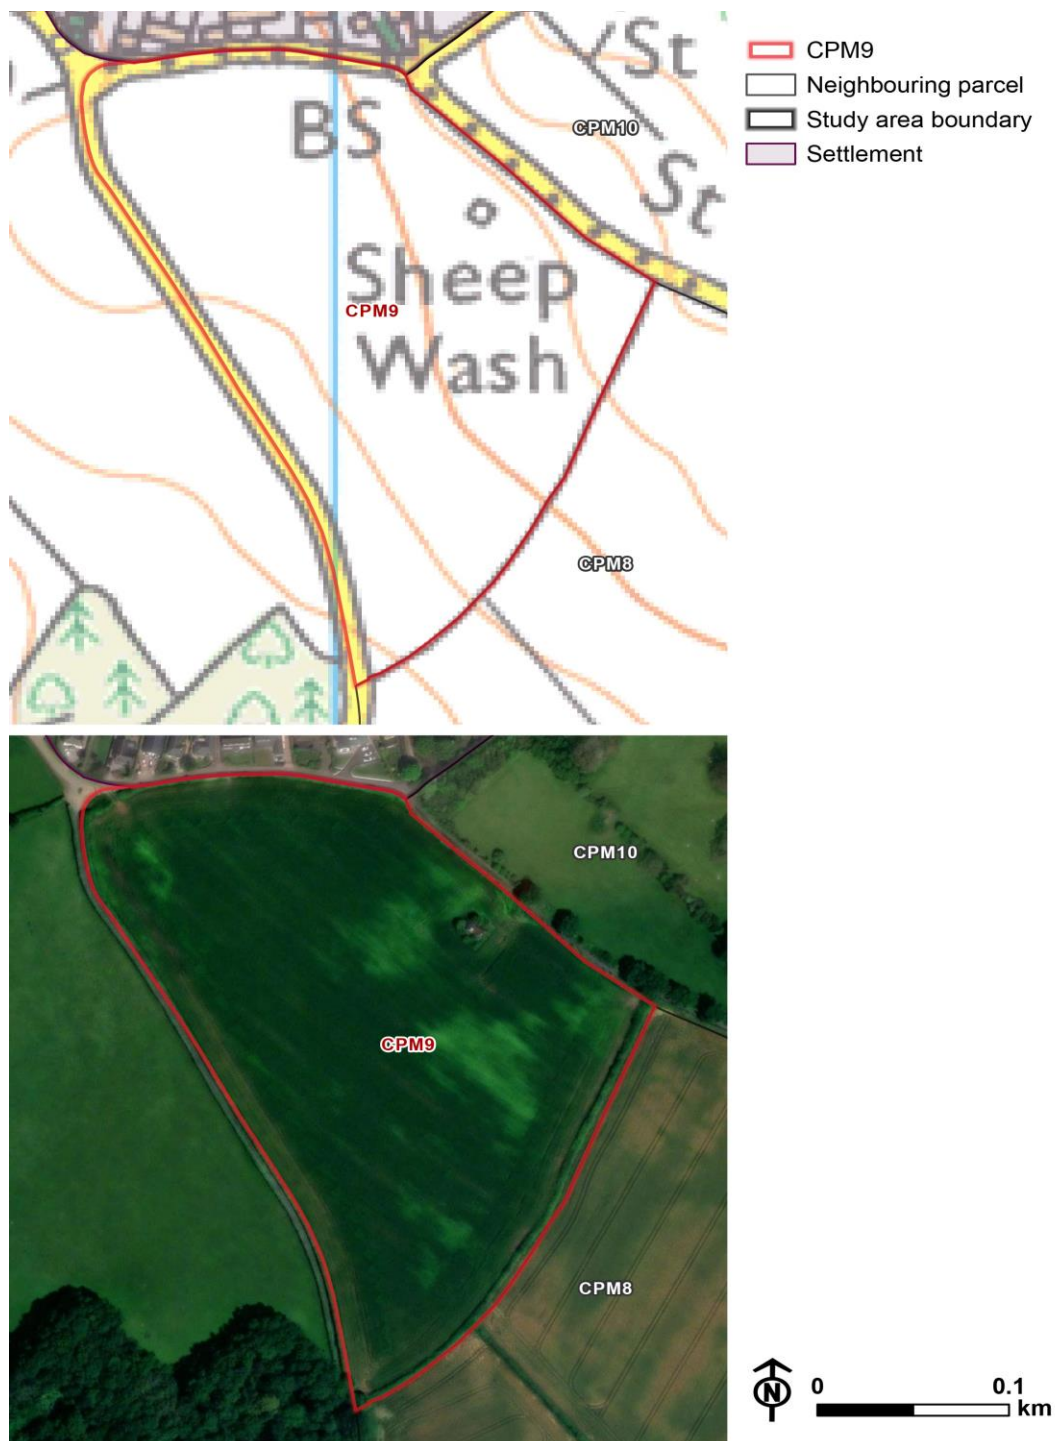 CPM9
Neighbouring parcel
Study area boundary
Settlement
St
CPM10
BS
St
Sheep
CPM9
Wash
CPM8
CPM10
CPM9
CPM8
N
0 0.1
km